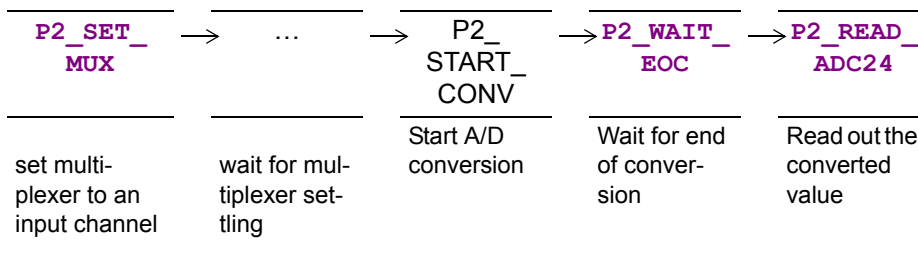 P2_SET_
MUX
→
…
→
P2_
START_
CONV
→
P2_WAIT_
EOC
→
P2_READ_
ADC24
set multi-
plexer to an
input channel
wait for mul-
tiplexer set-
tling
Start A/D
conversion
Wait for end
of conver-
sion
Read out the
converted
value